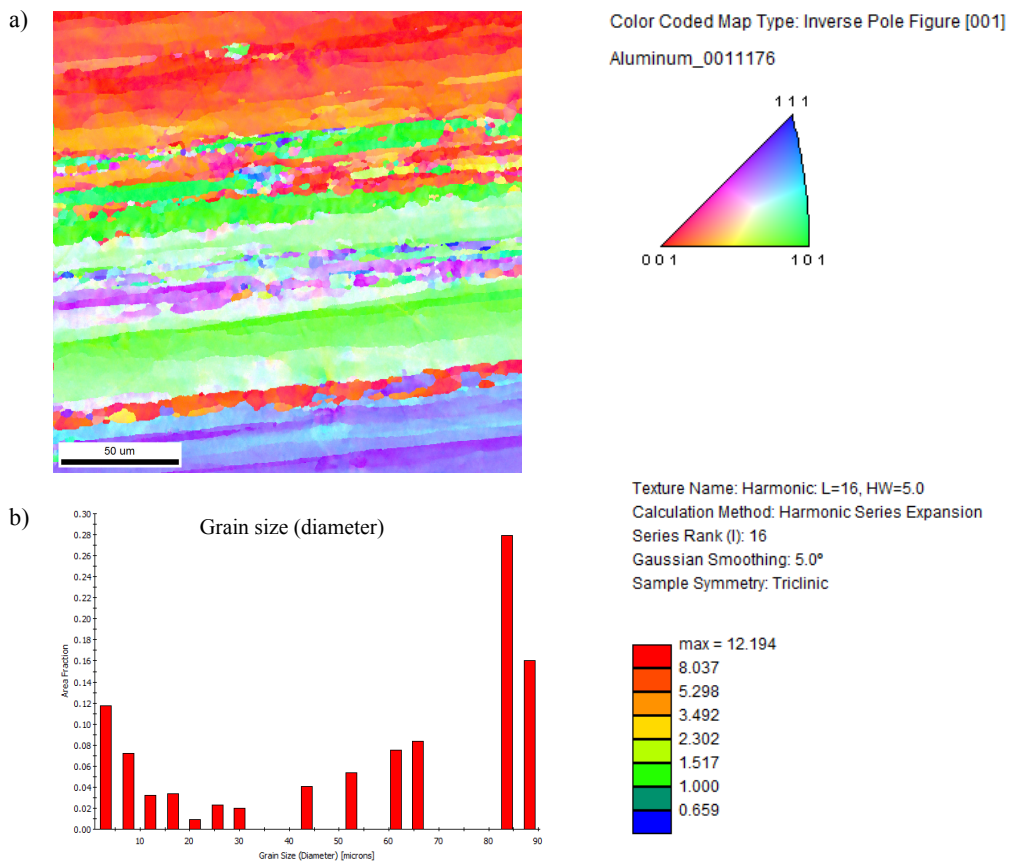 a)
Color Coded Map Type: Inverse Pole Figure [001]
Aluminum_0011176
1 1 1
0 0 1
1 0 1
50 um
b)
Grain size (diameter)
0.30
0.28
0.26
0.24
0.22
0.20
0.18
0.16
0.14
0.12
0.10
0.08
0.06
0.04
0.02
0.00
Area Fraction
10
20
30
40
50
60
70
80
90
Grain Size (Diameter) [microns]
Texture Name: Harmonic: L=16, HW=5.0
Calculation Method: Harmonic Series Expansion
Series Rank (l): 16
Gaussian Smoothing: 5.0º
Sample Symmetry: Triclinic
max = 12.194
8.037
5.298
3.492
2.302
1.517
1.000
0.659